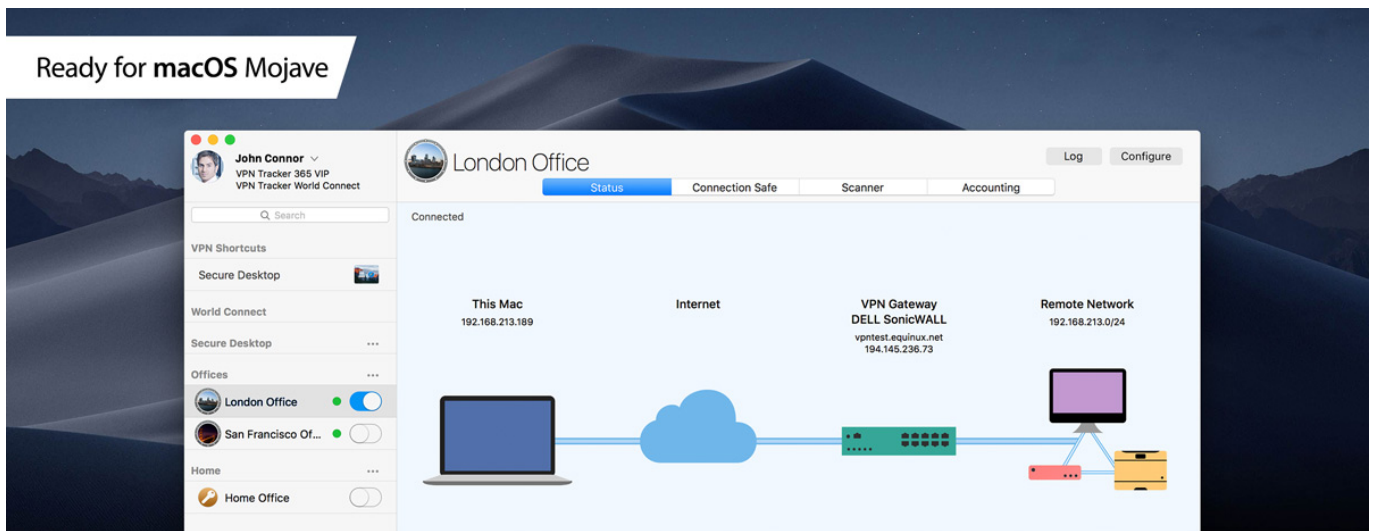 Ready for macOS Mojave
John Connor
VPN Tracker 365 VIP
VPN Tracker World Connect
Search
VPN Shortcuts
Secure Desktop
World Connect
Secure Desktop
Offices
London Office
San Francisco Of...
Home
Home Office
London Office
Log
Configure
Status
Connection Safe
Scanner
Accounting
Connected
This Mac
192.168.213.189
Internet
VPN Gateway
DELL SonicWALL
vpntest.equinux.net
194.145.236.73
Remote Network
192.168.213.0/24